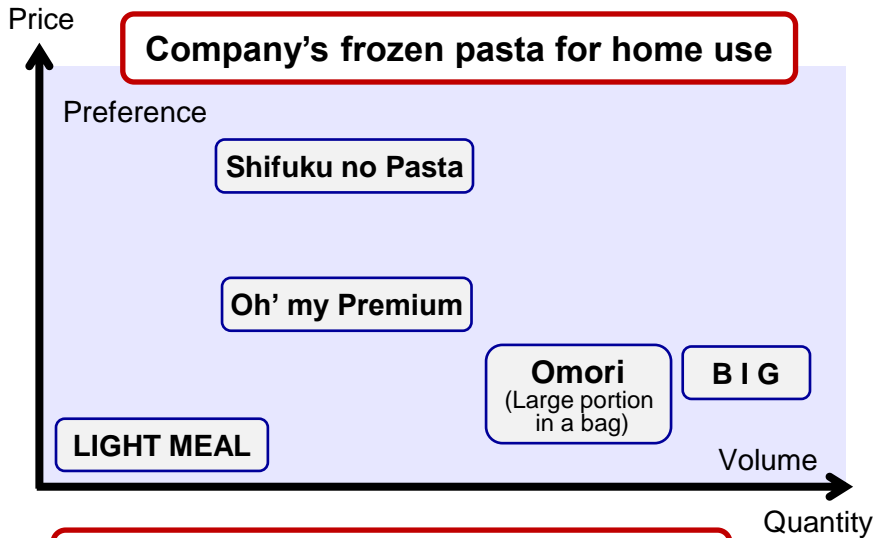 Price
Company’s frozen pasta for home use
Preference
Shifuku no Pasta
Oh’ my Premium
Omori
(Large portion
in a bag)
B I G
LIGHT MEAL
Volume
Quantity